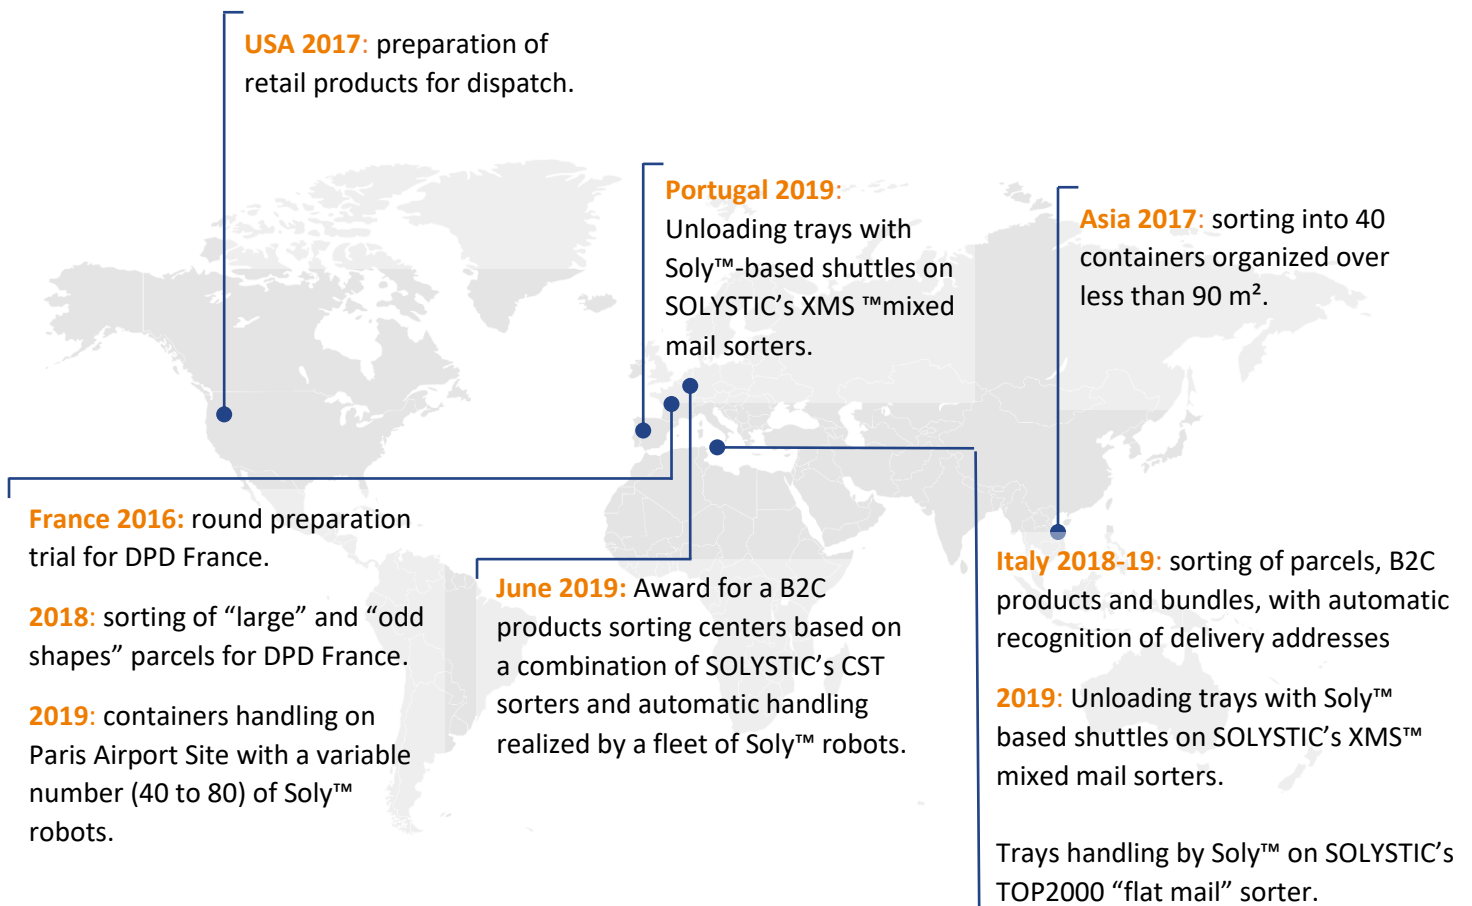 USA 2017: preparation of
retail products for dispatch.
Portugal 2019:
Unloading trays with
Soly™-based shuttles on
SOLYSTIC’s XMS ™mixed
mail sorters.
Asia 2017: sorting into 40
containers organized over
less than 90 m².
France 2016: round preparation
trial for DPD France.
2018: sorting of “large” and “odd
shapes” parcels for DPD France.
2019: containers handling on
Paris Airport Site with a variable
number (40 to 80) of Soly™
robots.
June 2019: Award for a B2C
products sorting centers based on
a combination of SOLYSTIC’s CST
sorters and automatic handling
realized by a fleet of Soly™ robots.
Italy 2018-19: sorting of parcels, B2C
products and bundles, with automatic
recognition of delivery addresses
2019: Unloading trays with Soly™
based shuttles on SOLYSTIC’s XMS™
mixed mail sorters.
Trays handling by Soly™ on SOLYSTIC’s
TOP2000 “flat mail” sorter.